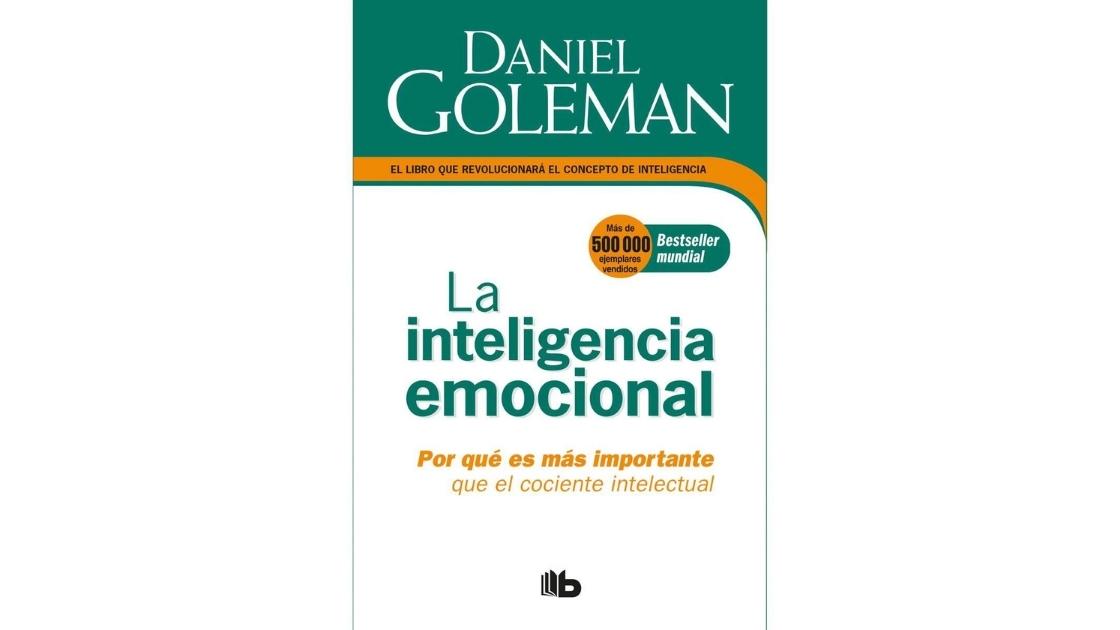 DANIEL
GOLEMAN
EL LIBRO QUE REVOLUCIONARÁ EL CONCEPTO DE INTELIGENCIA
Más de
500 000
ejemplares
vendidos
Bestseller
mundial
La
inteligencia
emocional
Por qué es más importante
que el cociente intelectual
b